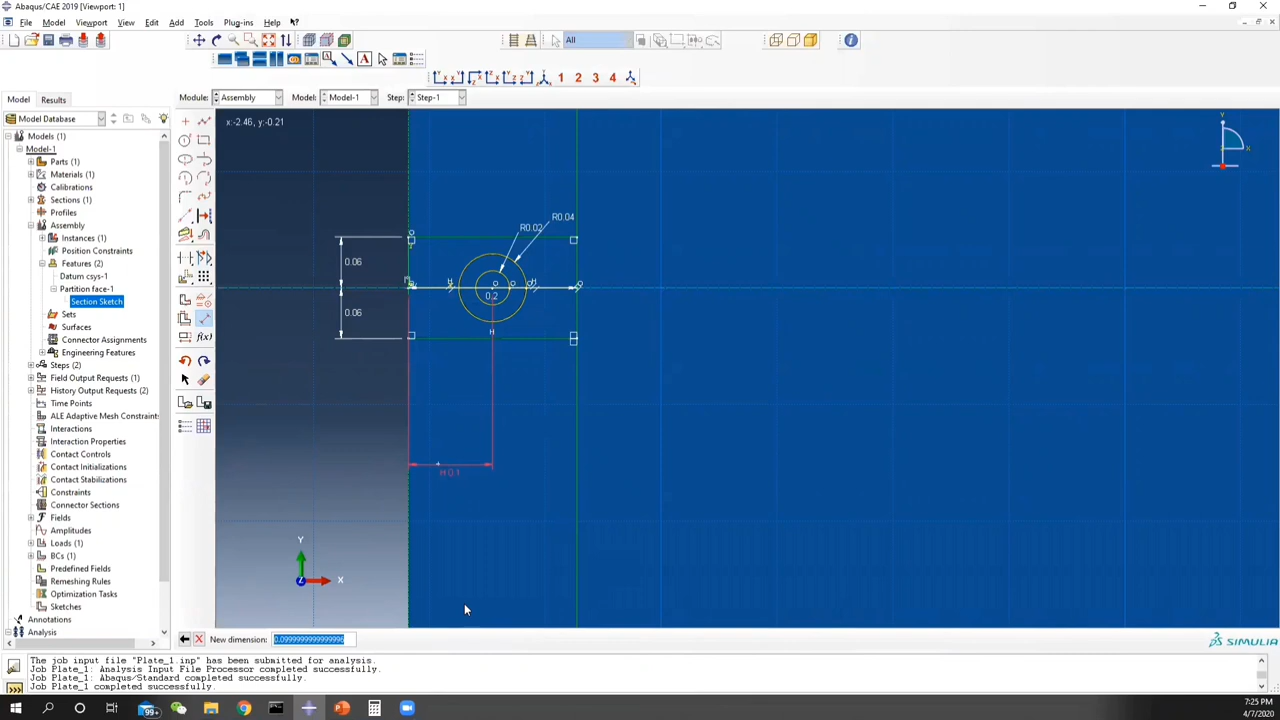 Abaqus/CAE 2019 [Viewport: 1]
File Model Viewport View Edit Add Tools Plug-ins Help
All
1 2 3 4
Model Results
Module: Assembly Model: Model-1 Step: Step-1
Model Database
Models (1)
Model-1
Parts (1)
Materials (1)
Calibrations
Sections (1)
Profiles
Assembly
Instances (1)
Position Constraints
Features (2)
Datum csys-1
Partition face-1
Section Sketch
Sets
Surfaces
Connector Assignments
Engineering Features
Steps (2)
Field Output Requests (1)
History Output Requests (2)
Time Points
ALE Adaptive Mesh Constraints
Interactions
Interaction Properties
Contact Controls
Contact Initializations
Contact Stabilizations
Constraints
Connector Sections
Fields
Amplitudes
Loads (1)
BCs (1)
Predefined Fields
Remeshing Rules
Optimization Tasks
Sketches
Annotations
Analysis
f(x)
x:-2.46, y:-0.21
Y
X
R0.04
R0.02
0.06
H
H
0.2
0.06
H
0.1
Y
Z
X
New dimension: 0.0999999999999996
SIMULIA
The job input file "Plate_1.inp" has been submitted for analysis.
Job Plate_1: Analysis Input File Processor completed successfully.
Job Plate_1: Abaqus/Standard completed successfully.
Job Plate_1 completed successfully.
99+
7:25 PM
4/7/2020